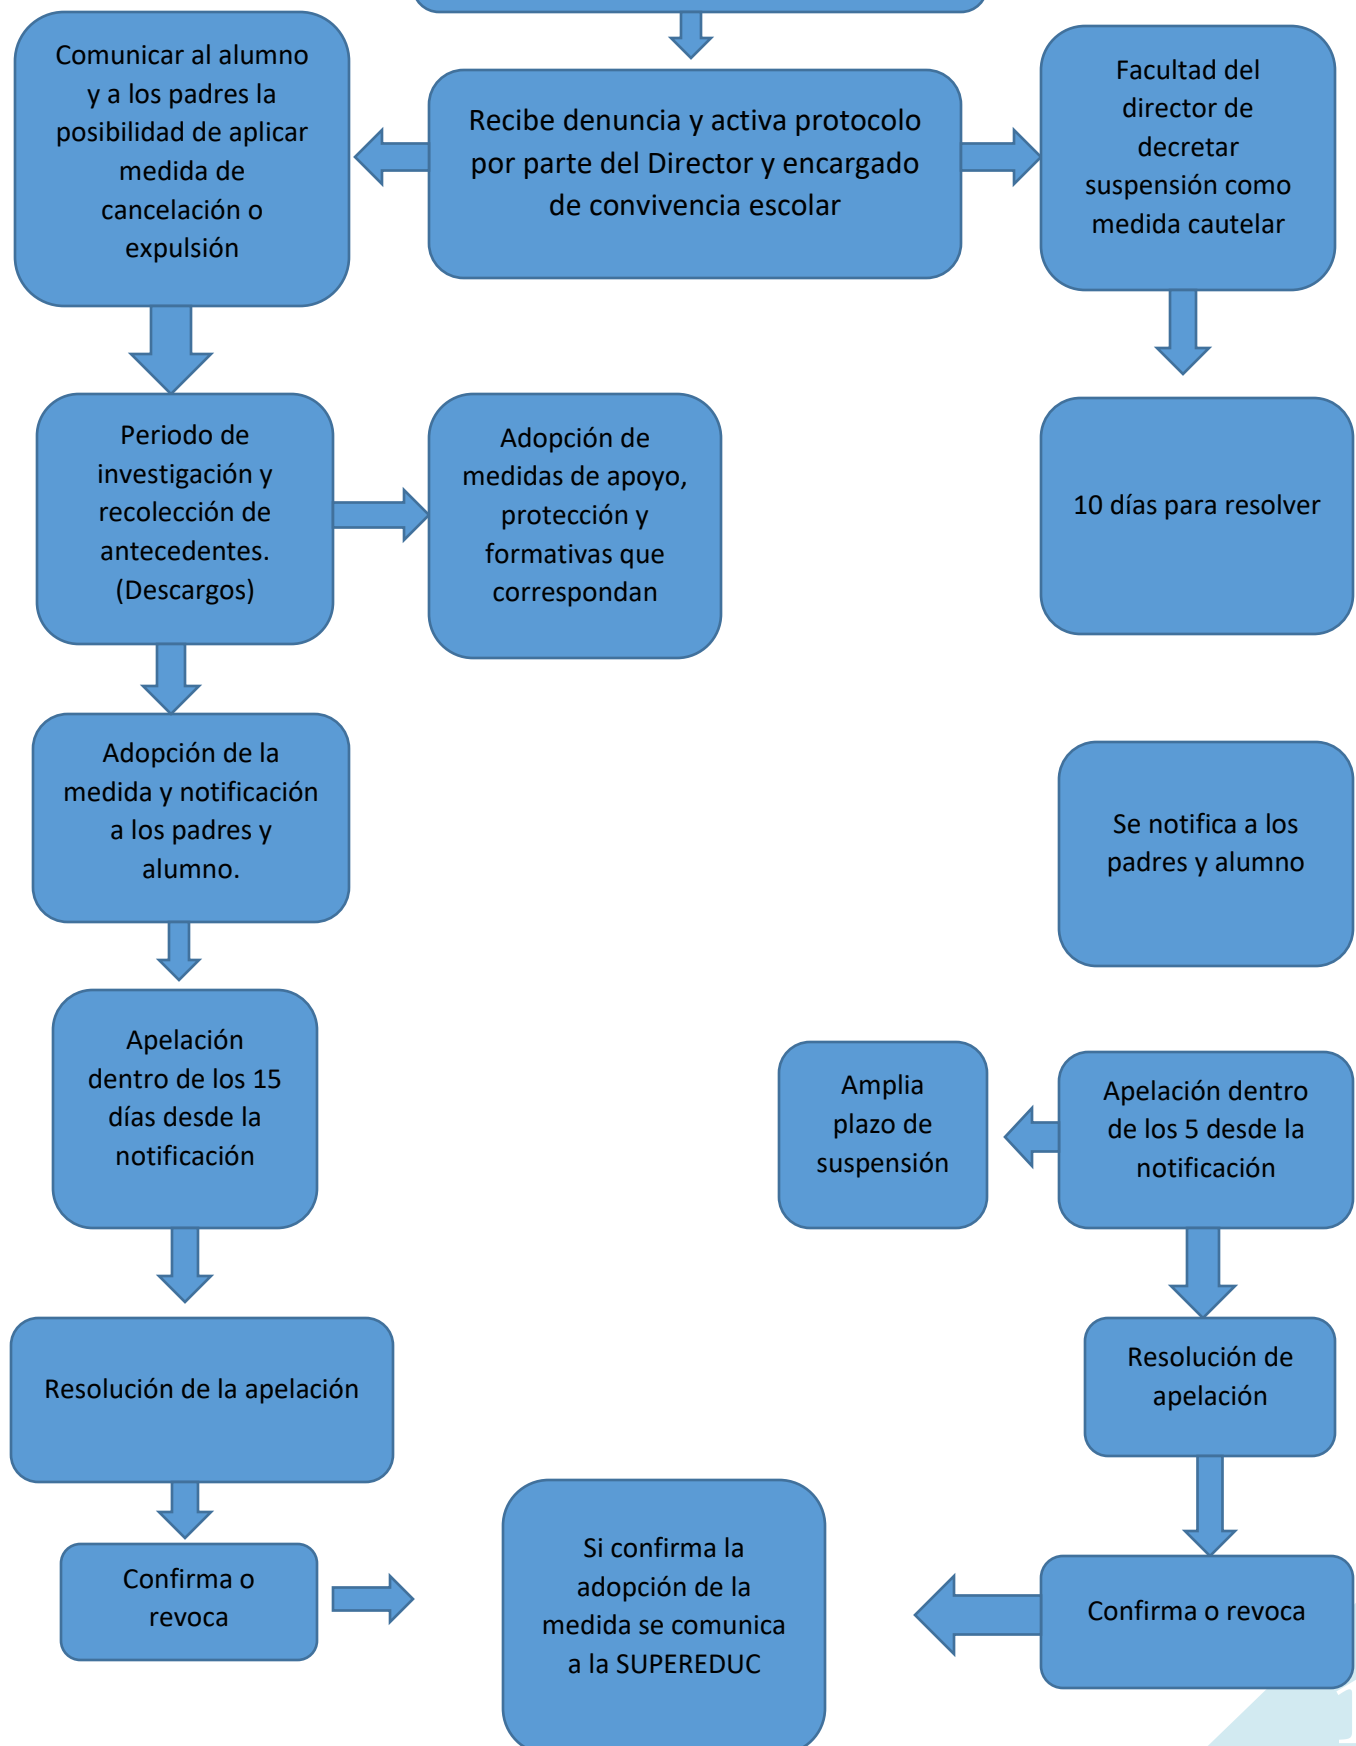 Comunicar al alumno
y a los padres la
posibilidad de aplicar
medida de
cancelación o
expulsión
Recibe denuncia y activa protocolo
por parte del Director y encargado
de convivencia escolar
Facultad del
director de
decretar
suspensión como
medida cautelar
Periodo de
investigación y
recolección de
antecedentes.
(Descargos)
Adopción de
medidas de apoyo,
protección y
formativas que
correspondan
10 días para resolver
Adopción de la
medida y notificación
a los padres y
alumno.
Se notifica a los
padres y alumno
Apelación
dentro de los 15
días desde la
notificación
Amplia
plazo de
suspensión
Apelación dentro
de los 5 desde la
notificación
Resolución de la apelación
Resolución de
apelación
Confirma o
revoca
Si confirma la
adopción de la
medida se comunica
a la SUPEREDUC
Confirma o revoca